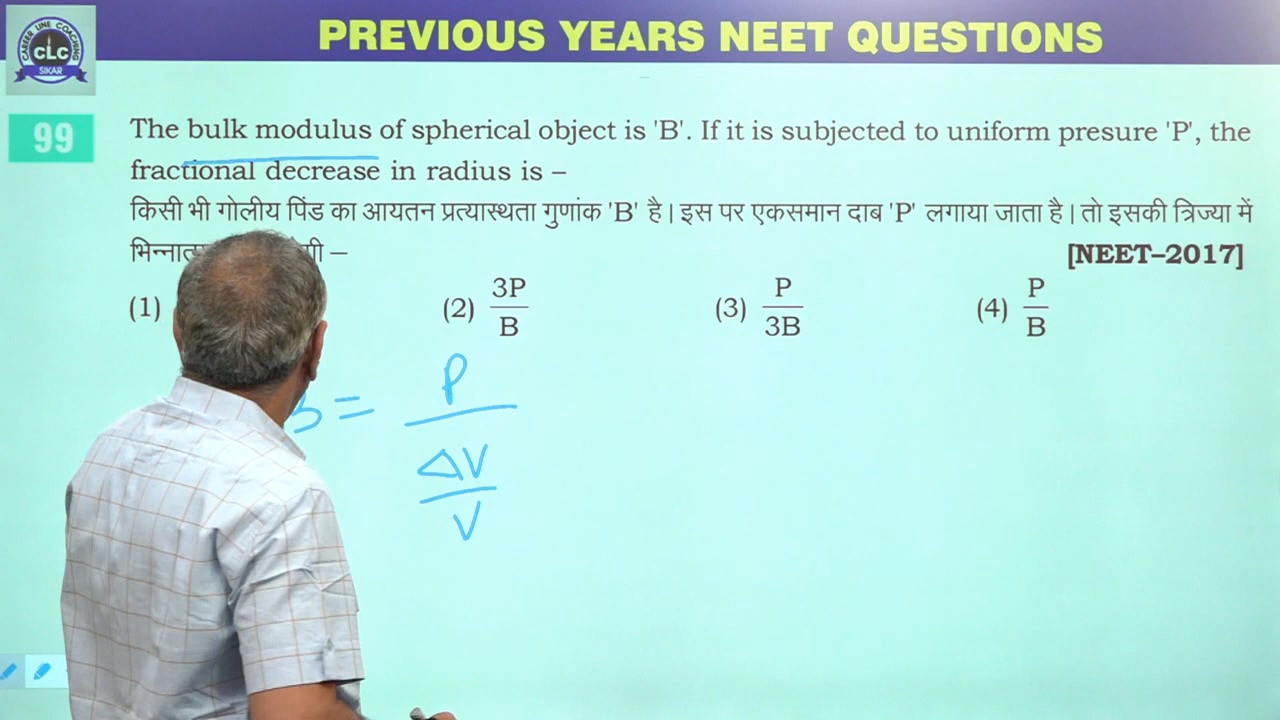 PREVIOUS YEARS NEET QUESTIONS
CAREER LINE COACHING
CLC
SIKAR
99
The bulk modulus of spherical object is 'B'. If it is subjected to uniform presure 'P', the
fractional decrease in radius is –
किसी भी गोलीय पिंड का आयतन प्रत्यास्थता गुणांक 'B' है। इस पर एकसमान दाब 'P' लगाया जाता है। तो इसकी त्रिज्या में
–
[NEET–2017]
(1) (2) 3P/B (3) P/3B (4) P/B
= P
ΔV
V